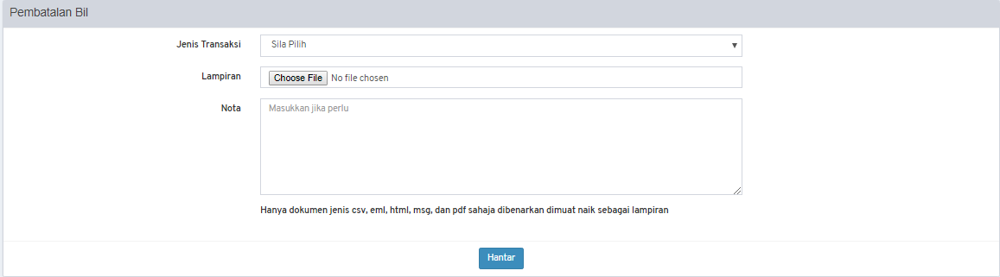 Pembatalan Bil
Jenis Transaksi
Sila Pilih
Lampiran
Choose File No file chosen
Nota
Masukkan jika perlu
Hanya dokumen jenis csv, eml, html, msg, dan pdf sahaja dibenarkan dimuat naik sebagai lampiran
Hantar